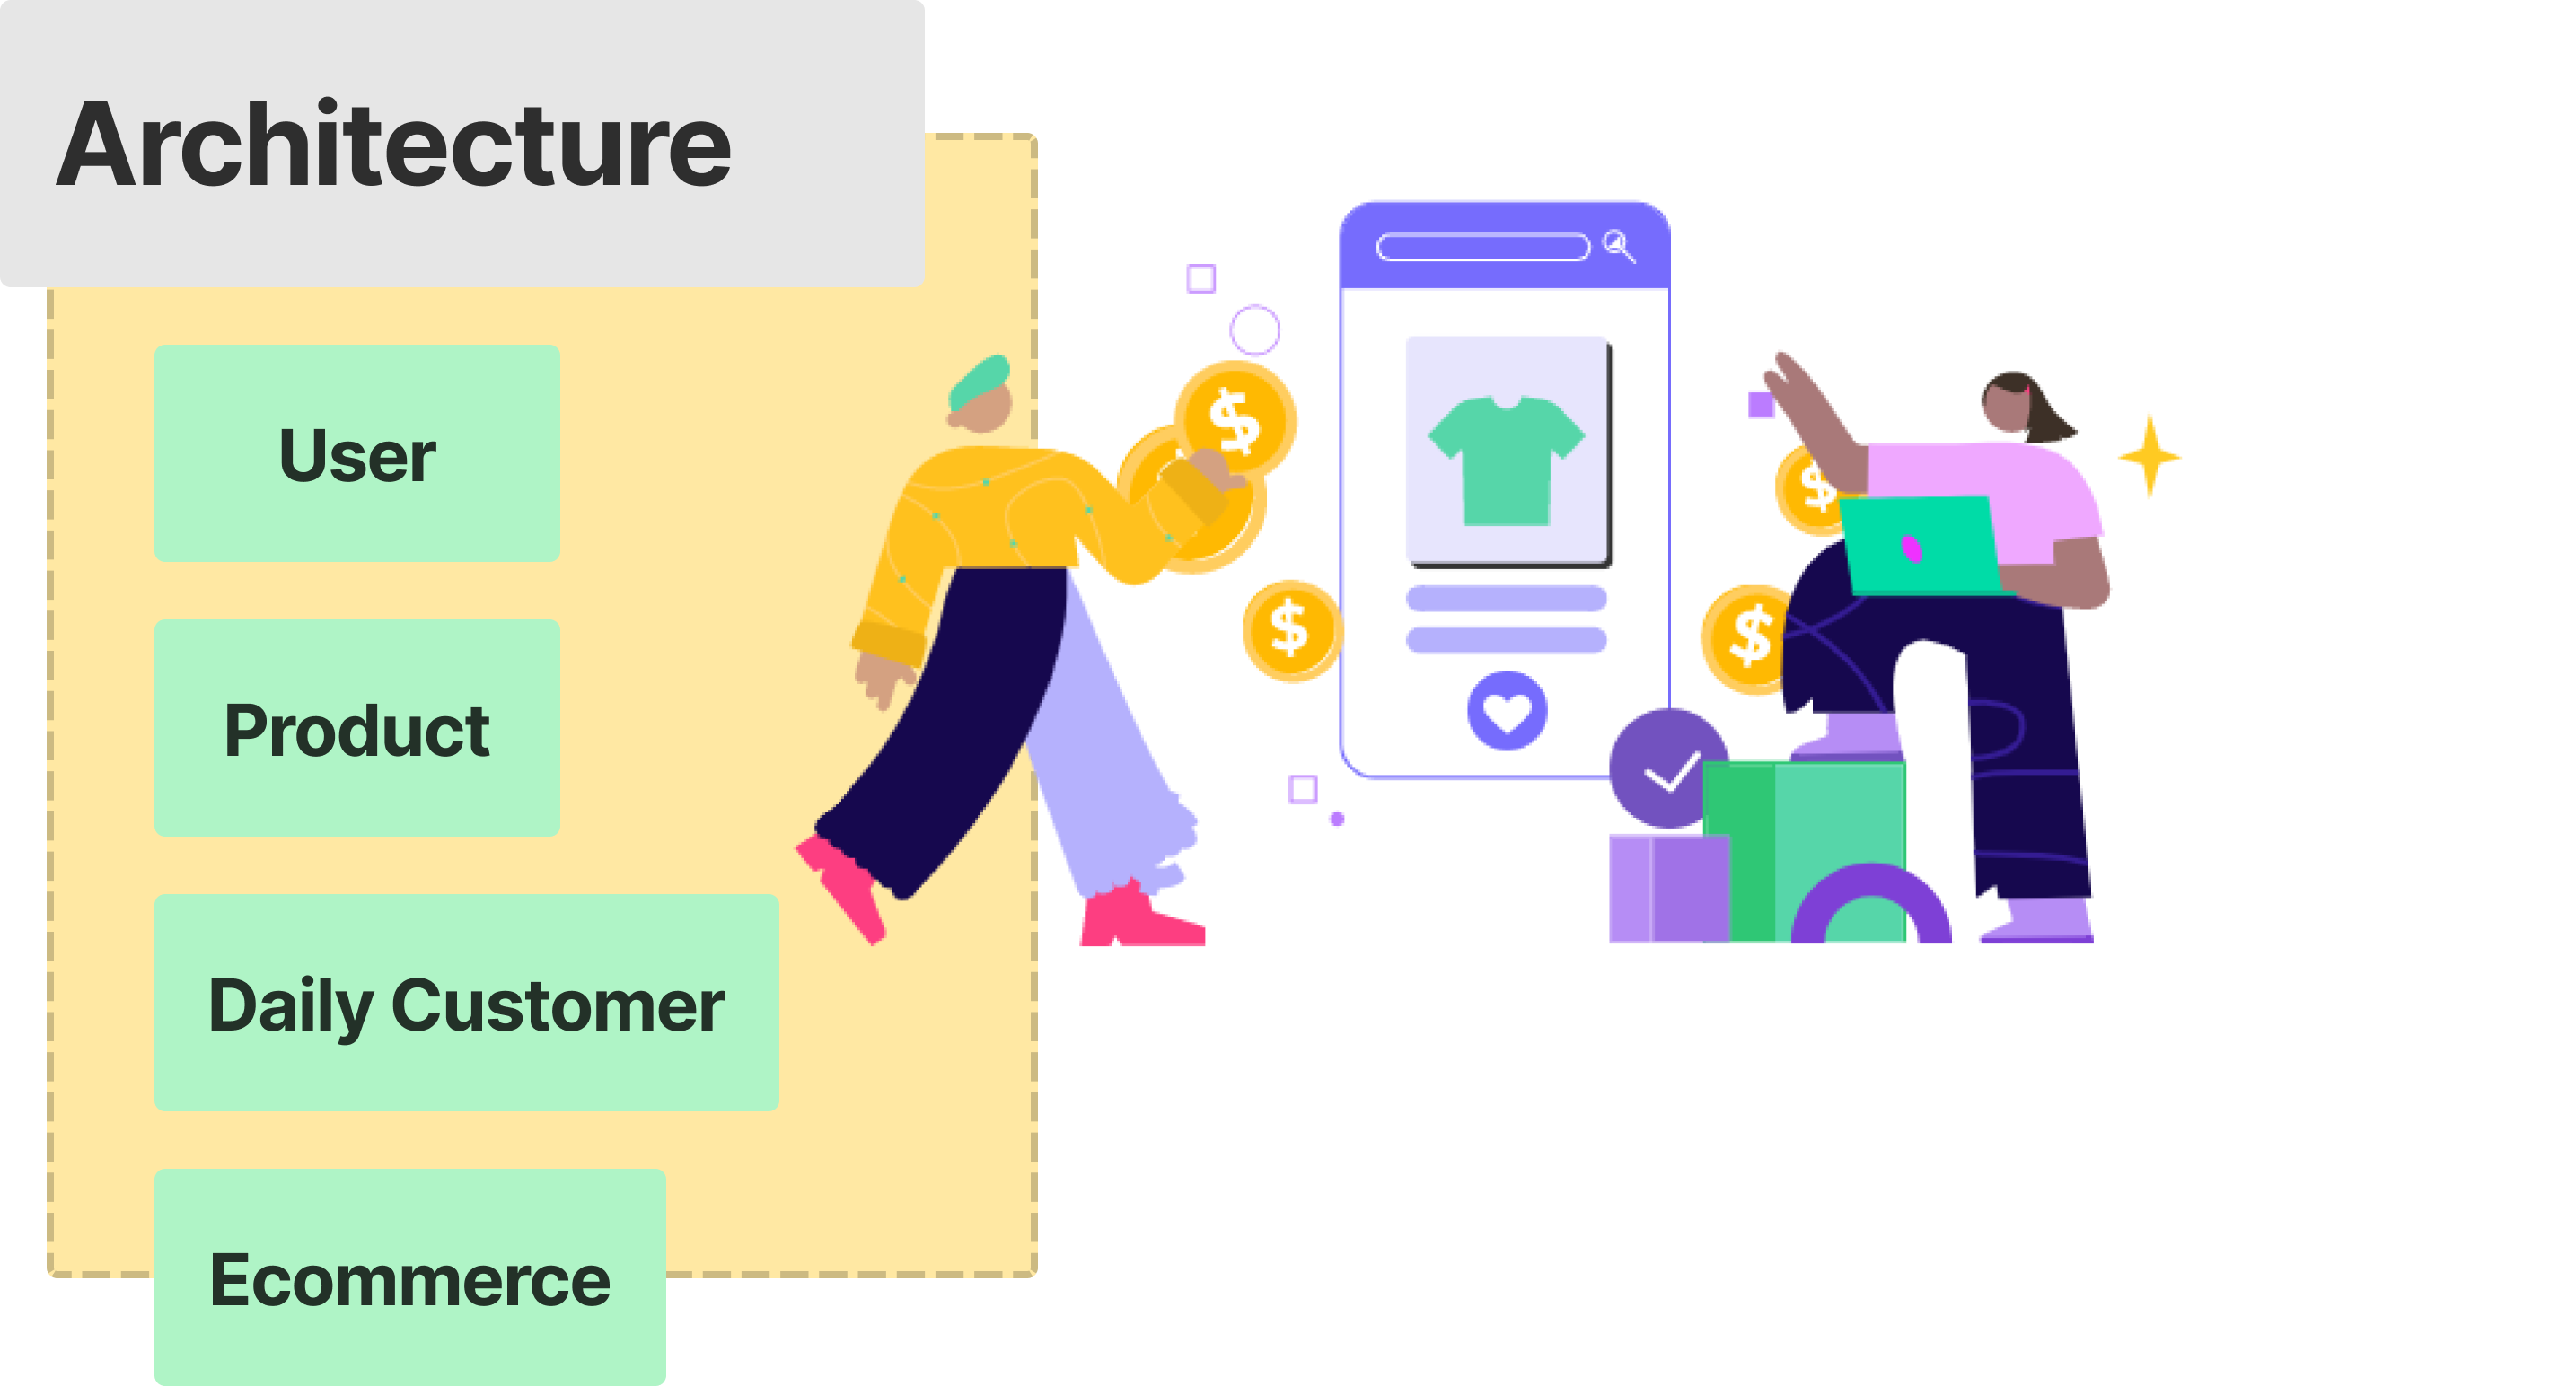 Architecture
User
Product
Daily Customer
Ecommerce
$
$
$
$